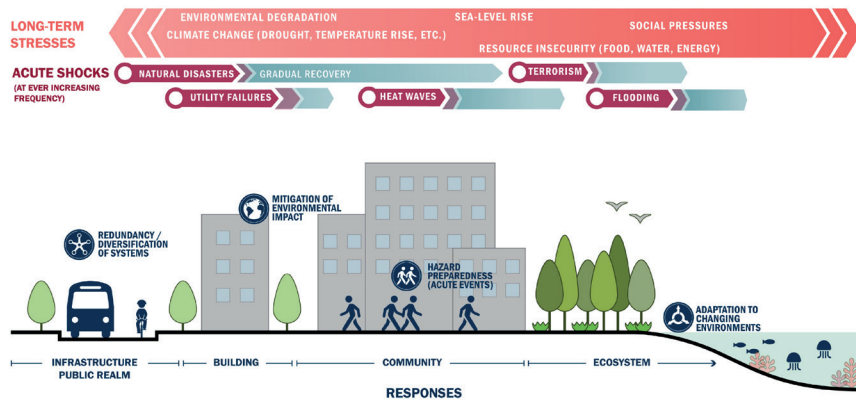 LONG-TERM
STRESSES
ENVIRONMENTAL DEGRADATION
SEA-LEVEL RISE
SOCIAL PRESSURES
CLIMATE CHANGE (DROUGHT, TEMPERATURE RISE, ETC.)
RESOURCE INSECURITY (FOOD, WATER, ENERGY)
ACUTE SHOCKS
(AT EVER INCREASING
FREQUENCY)
NATURAL DISASTERS
GRADUAL RECOVERY
TERRORISM
UTILITY FAILURES
HEAT WAVES
FLOODING
MITIGATION OF
ENVIRONMENTAL
IMPACT
REDUNDANCY /
DIVERSIFICATION
OF SYSTEMS
HAZARD
PREPAREDNESS
(ACUTE EVENTS)
ADAPTATION TO
CHANGING
ENVIRONMENTS
INFRASTRUCTURE
PUBLIC REALM
BUILDING
COMMUNITY
ECOSYSTEM
RESPONSES